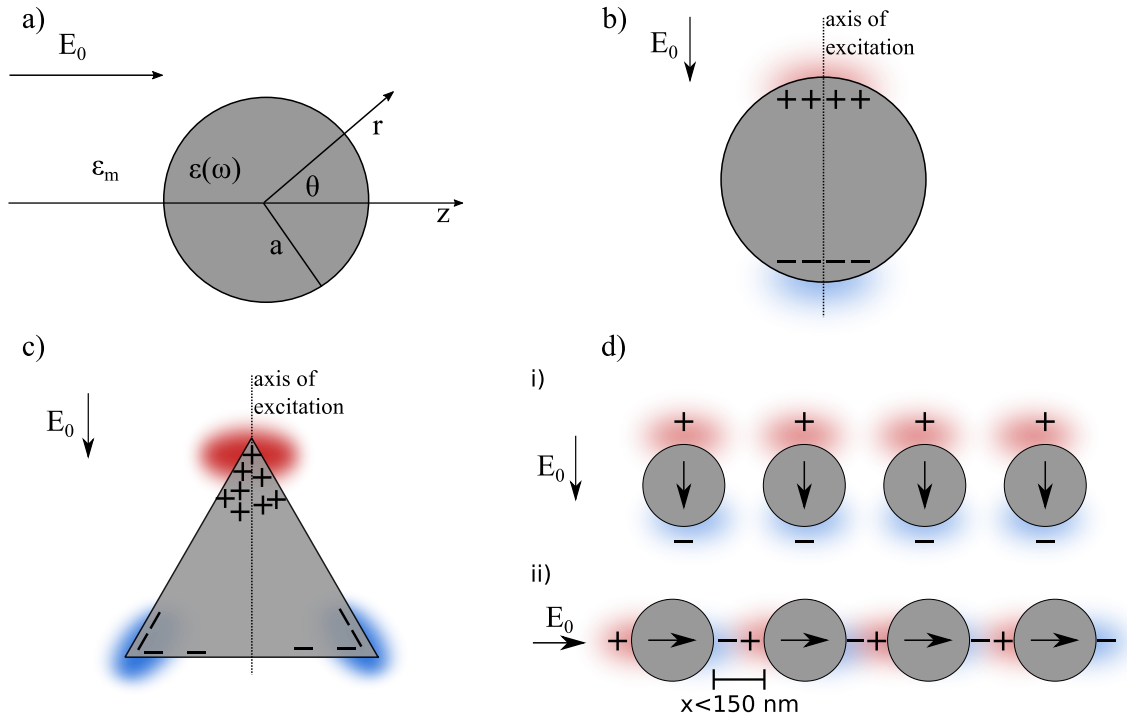 a)
E₀
r
εₘ
ε(ω)
θ
z
a
b)
axis of
excitation
E₀
+ + + +
− − − −
c)
axis of
excitation
E₀
+
+ +
+
+ +
+ +
− −
− − − −
d)
i)
+ + + +
E₀
− − − −
ii)
E₀
+ − + − + − + −
x<150 nm